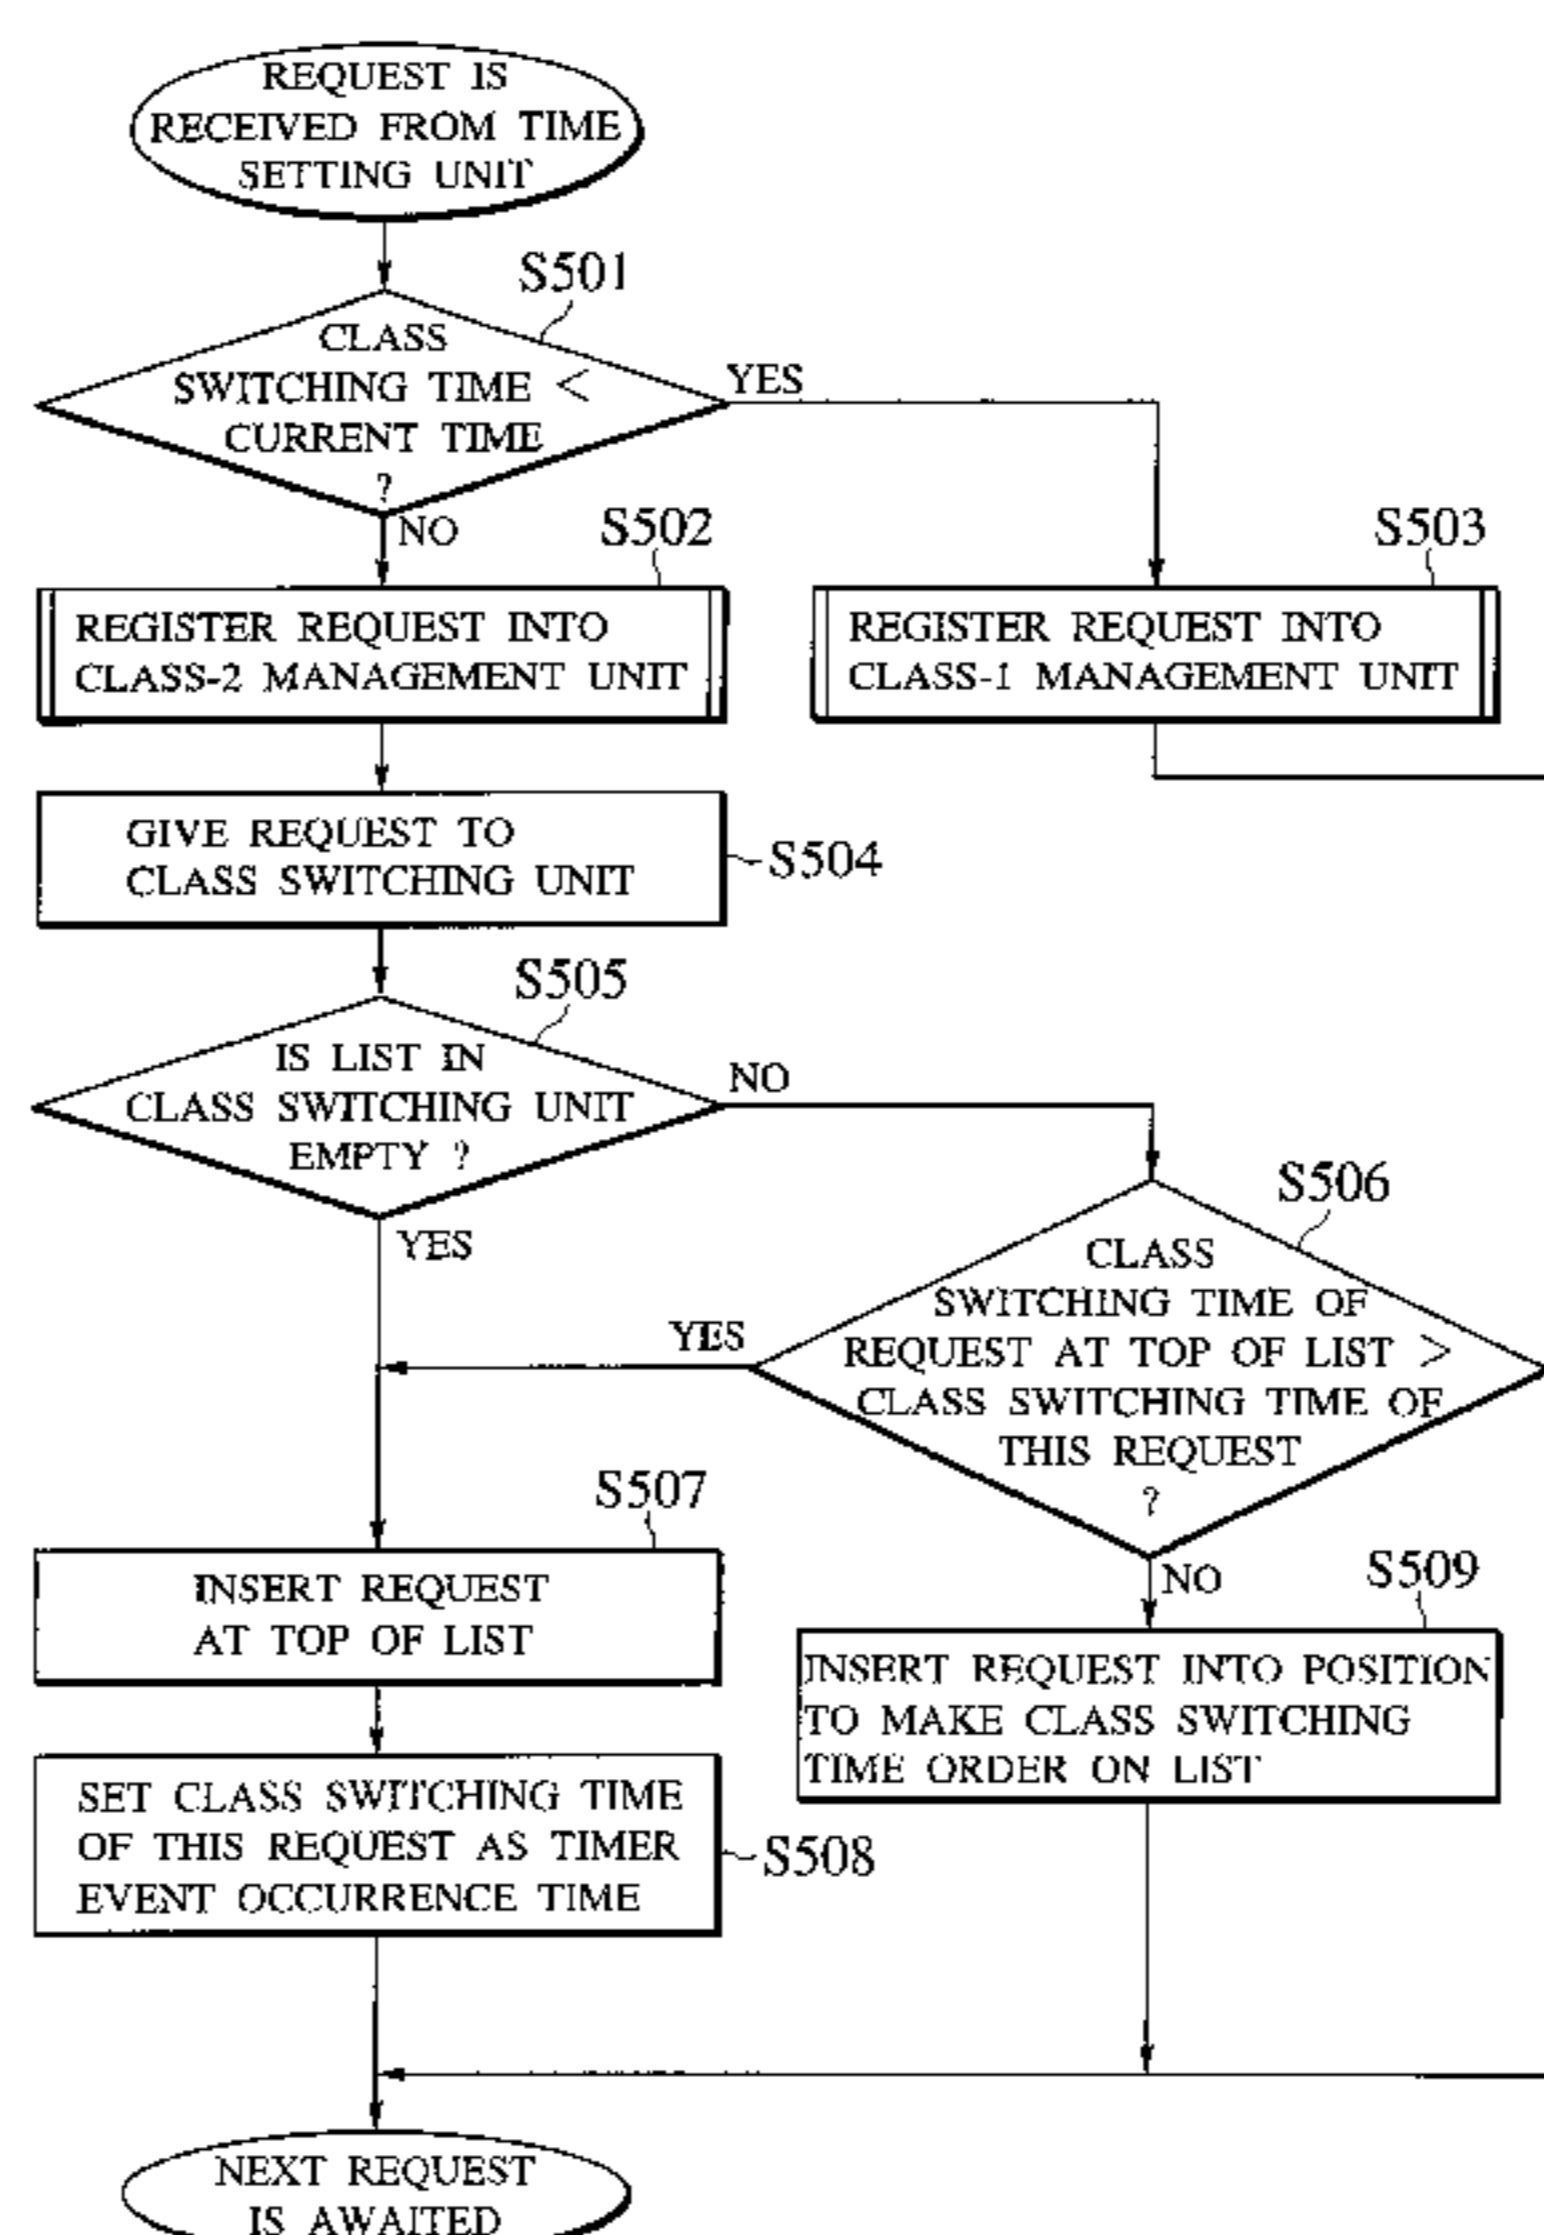 REQUEST IS
RECEIVED FROM TIME
SETTING UNIT
S501
CLASS
SWITCHING TIME <
CURRENT TIME
?
YES
NO
S502
REGISTER REQUEST INTO
CLASS-2 MANAGEMENT UNIT
S503
REGISTER REQUEST INTO
CLASS-1 MANAGEMENT UNIT
GIVE REQUEST TO
CLASS SWITCHING UNIT
S504
S505
IS LIST IN
CLASS SWITCHING UNIT
EMPTY ?
NO
YES
S506
CLASS
SWITCHING TIME OF
REQUEST AT TOP OF LIST >
CLASS SWITCHING TIME OF
THIS REQUEST
?
YES
NO
S507
INSERT REQUEST
AT TOP OF LIST
S509
INSERT REQUEST INTO POSITION
TO MAKE CLASS SWITCHING
TIME ORDER ON LIST
SET CLASS SWITCHING TIME
OF THIS REQUEST AS TIMER
EVENT OCCURRENCE TIME
S508
NEXT REQUEST
IS AWAITED